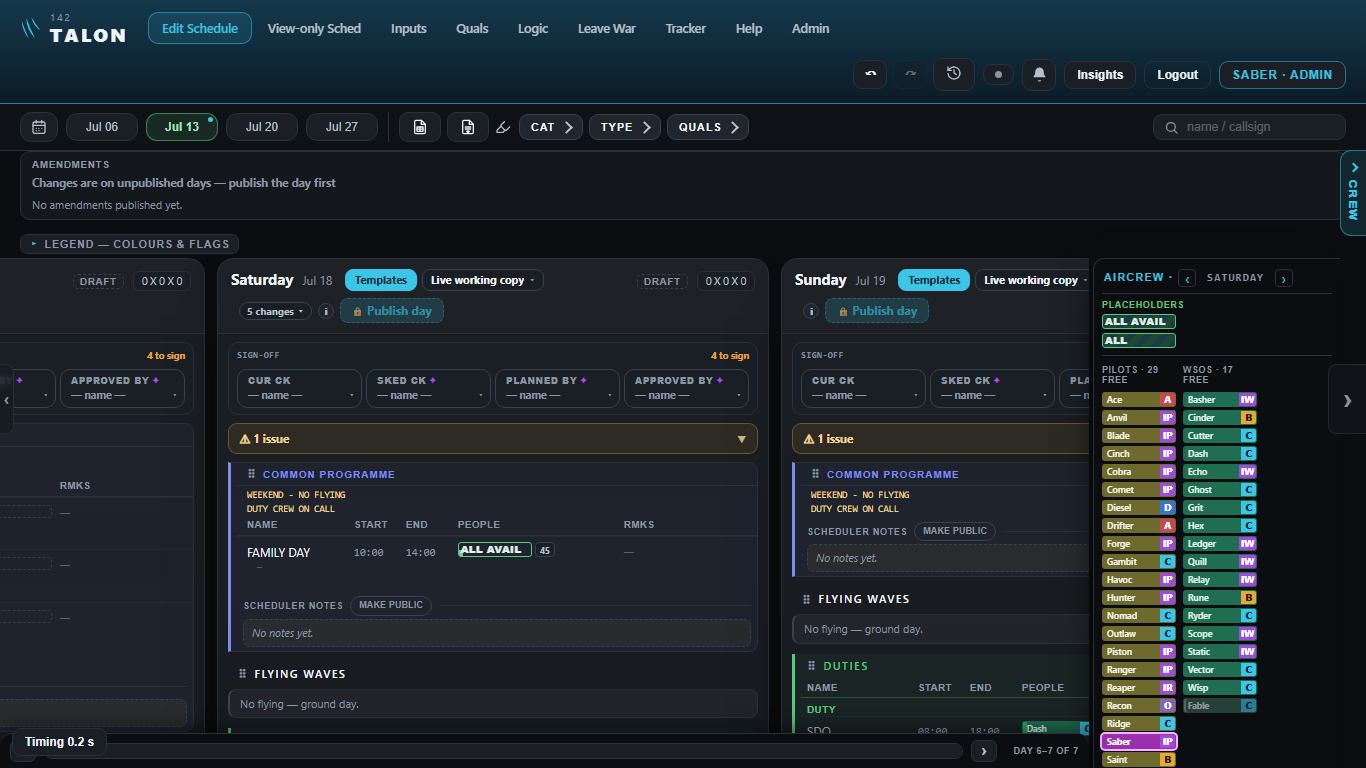 142
TALON
Edit Schedule
View-only Sched
Inputs
Quals
Logic
Leave War
Tracker
Help
Admin
Insights
Logout
SABER · ADMIN
Jul 06
Jul 13
Jul 20
Jul 27
CAT
TYPE
QUALS
name / callsign
AMENDMENTS
Changes are on unpublished days — publish the day first
No amendments published yet.
CREW
LEGEND — COLOURS & FLAGS
DRAFT
0X0X0
4 to sign
APPROVED BY
— name —
RMKS
—
—
—
Saturday Jul 18
Templates
Live working copy
DRAFT
0X0X0
5 changes
i
Publish day
SIGN-OFF
4 to sign
CUR CK
— name —
SKED CK
— name —
PLANNED BY
— name —
APPROVED BY
— name —
1 issue
COMMON PROGRAMME
WEEKEND - NO FLYING
DUTY CREW ON CALL
NAME START END PEOPLE RMKS
FAMILY DAY 10:00 14:00 ALL AVAIL 45 —
—
SCHEDULER NOTES MAKE PUBLIC
No notes yet.
FLYING WAVES
No flying — ground day.
Sunday Jul 19
Templates
Live working copy
i
Publish day
SIGN-OFF
CUR CK
— name —
SKED CK
— name —
PLA
— n
1 issue
COMMON PROGRAMME
WEEKEND - NO FLYING
DUTY CREW ON CALL
SCHEDULER NOTES MAKE PUBLIC
No notes yet.
FLYING WAVES
No flying — ground day.
DUTIES
NAME START END PEOPLE
DUTY
SDO 08:00 18:00 Dash C
AIRCREW · SATURDAY
PLACEHOLDERS
ALL AVAIL
ALL
PILOTS · 29 FREE
Ace A
Anvil IP
Blade IP
Cinch IP
Cobra IP
Comet IP
Diesel D
Drifter A
Forge IP
Gambit C
Havoc IP
Hunter IP
Nomad C
Outlaw C
Piston IP
Ranger IP
Reaper IR
Recon O
Ridge C
Saber IP
Saint B
WSOS · 17 FREE
Basher IW
Cinder B
Cutter C
Dash C
Echo IW
Ghost C
Grit C
Hex C
Ledger IW
Quill IW
Relay IW
Rune B
Ryder C
Scope IW
Static IW
Vector C
Wisp C
Fable C
Timing 0.2 s
DAY 6–7 OF 7